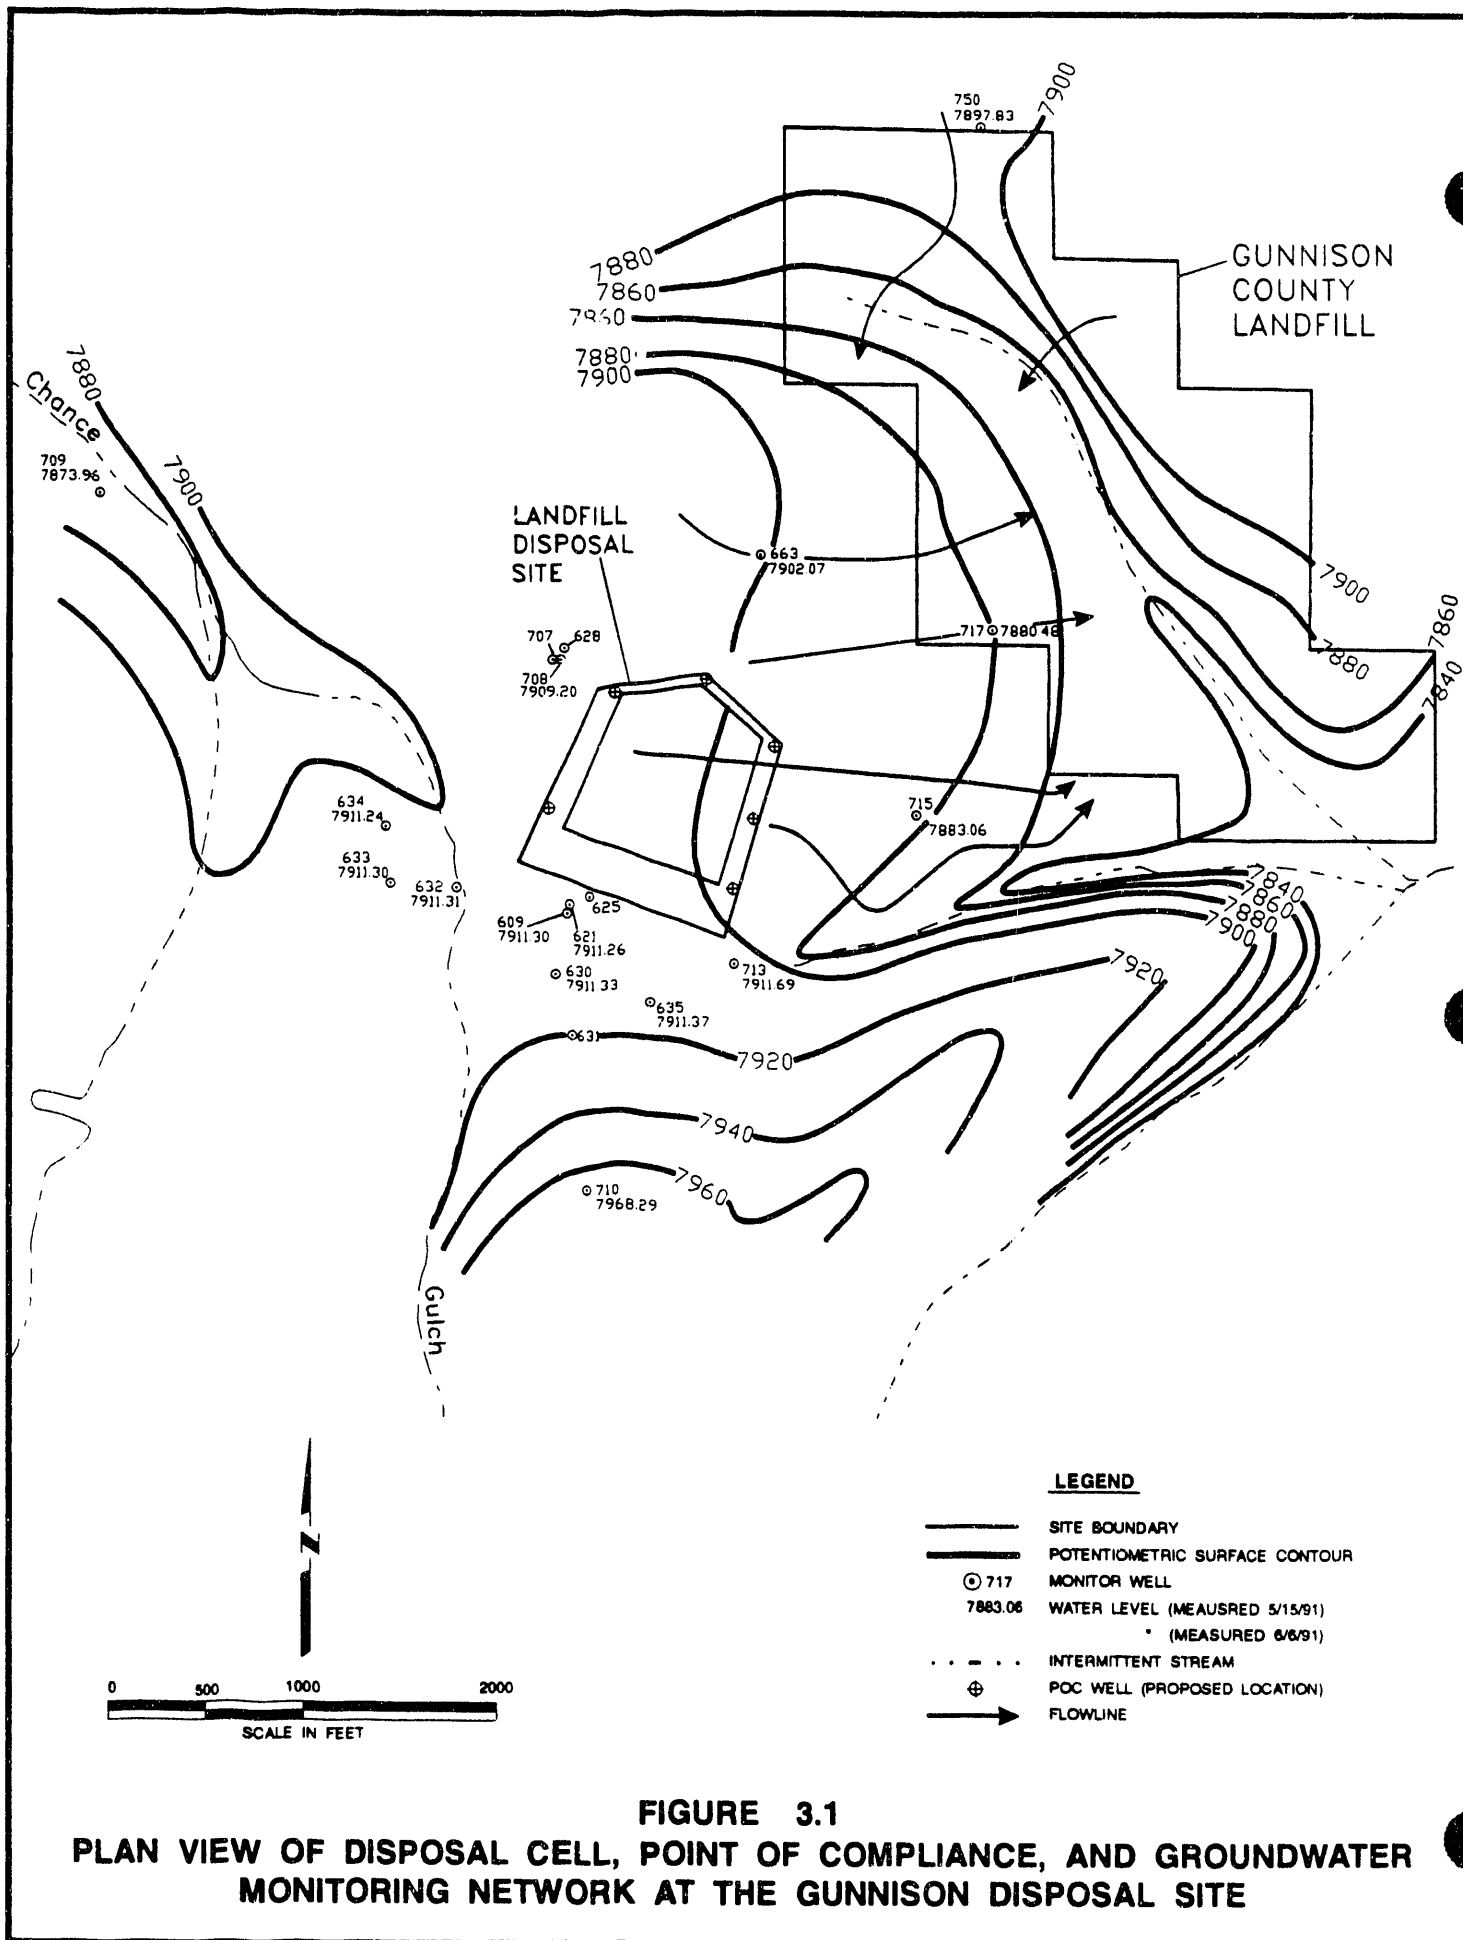 750
7897.83
7900
GUNNISON
COUNTY
LANDFILL
7880
7860
7860
7880
7900
7880
Chance
709
7873.96
7900
LANDFILL
DISPOSAL
SITE
663
7902.07
707
628
708
7909.20
717
7880.48
7900
7880
7860
7840
634
7911.24
715
7883.06
633
7911.30
632
7911.31
625
609
7911.30
621
7911.26
7840
7860
7880
7900
7920
630
7911.33
713
7911.69
635
7911.37
631
7920
7940
710
7968.29
7960
Gulch
N
LEGEND
SITE BOUNDARY
POTENTIOMETRIC SURFACE CONTOUR
717 MONITOR WELL
7883.06 WATER LEVEL (MEAUSRED 5/15/91)
* (MEASURED 6/6/91)
INTERMITTENT STREAM
POC WELL (PROPOSED LOCATION)
FLOWLINE
0 500 1000 2000
SCALE IN FEET
FIGURE 3.1
PLAN VIEW OF DISPOSAL CELL, POINT OF COMPLIANCE, AND GROUNDWATER
MONITORING NETWORK AT THE GUNNISON DISPOSAL SITE